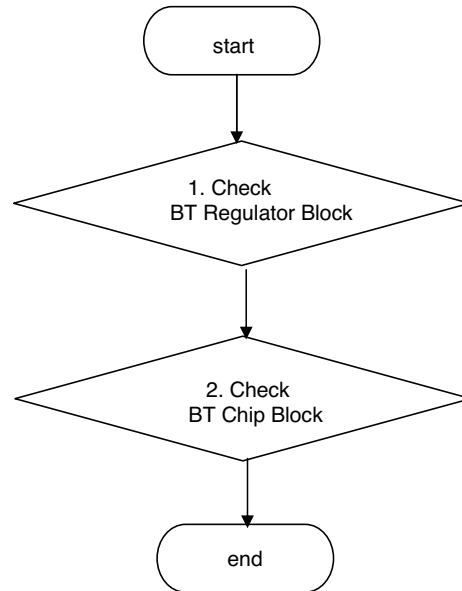 start
1. Check
BT Regulator Block
2. Check
BT Chip Block
end